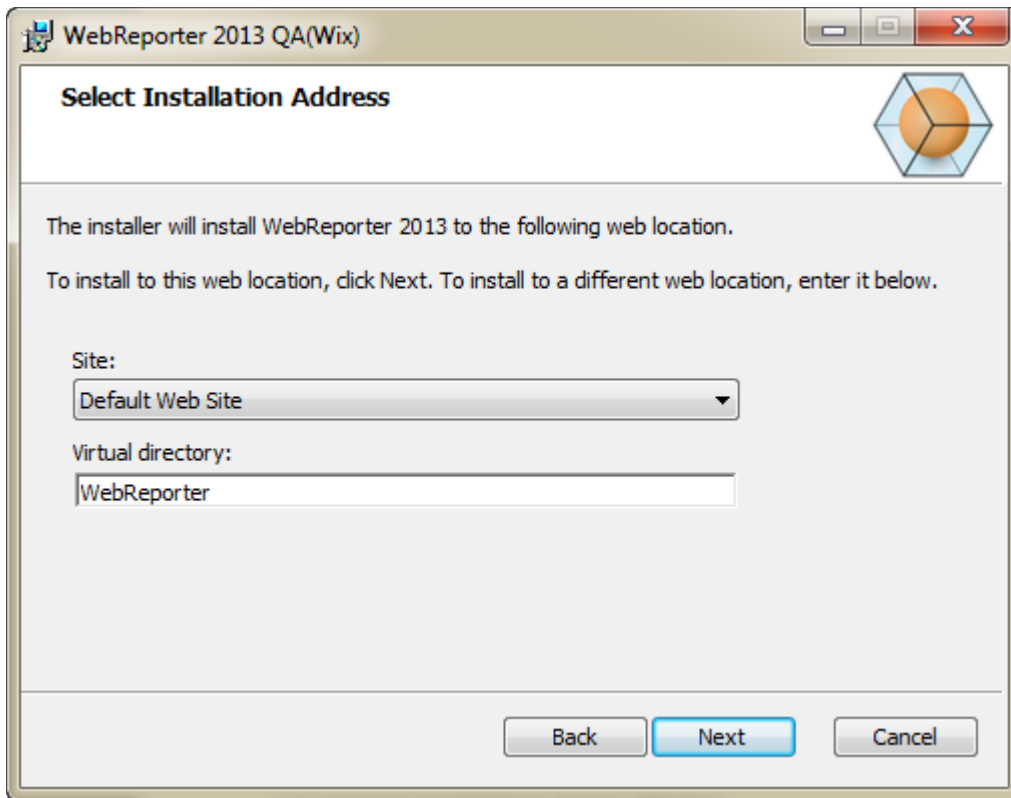 WebReporter 2013 QA(Wix)
Select Installation Address
The installer will install WebReporter 2013 to the following web location.
To install to this web location, click Next. To install to a different web location, enter it below.
Site:
Default Web Site
Virtual directory:
WebReporter
Back Next Cancel